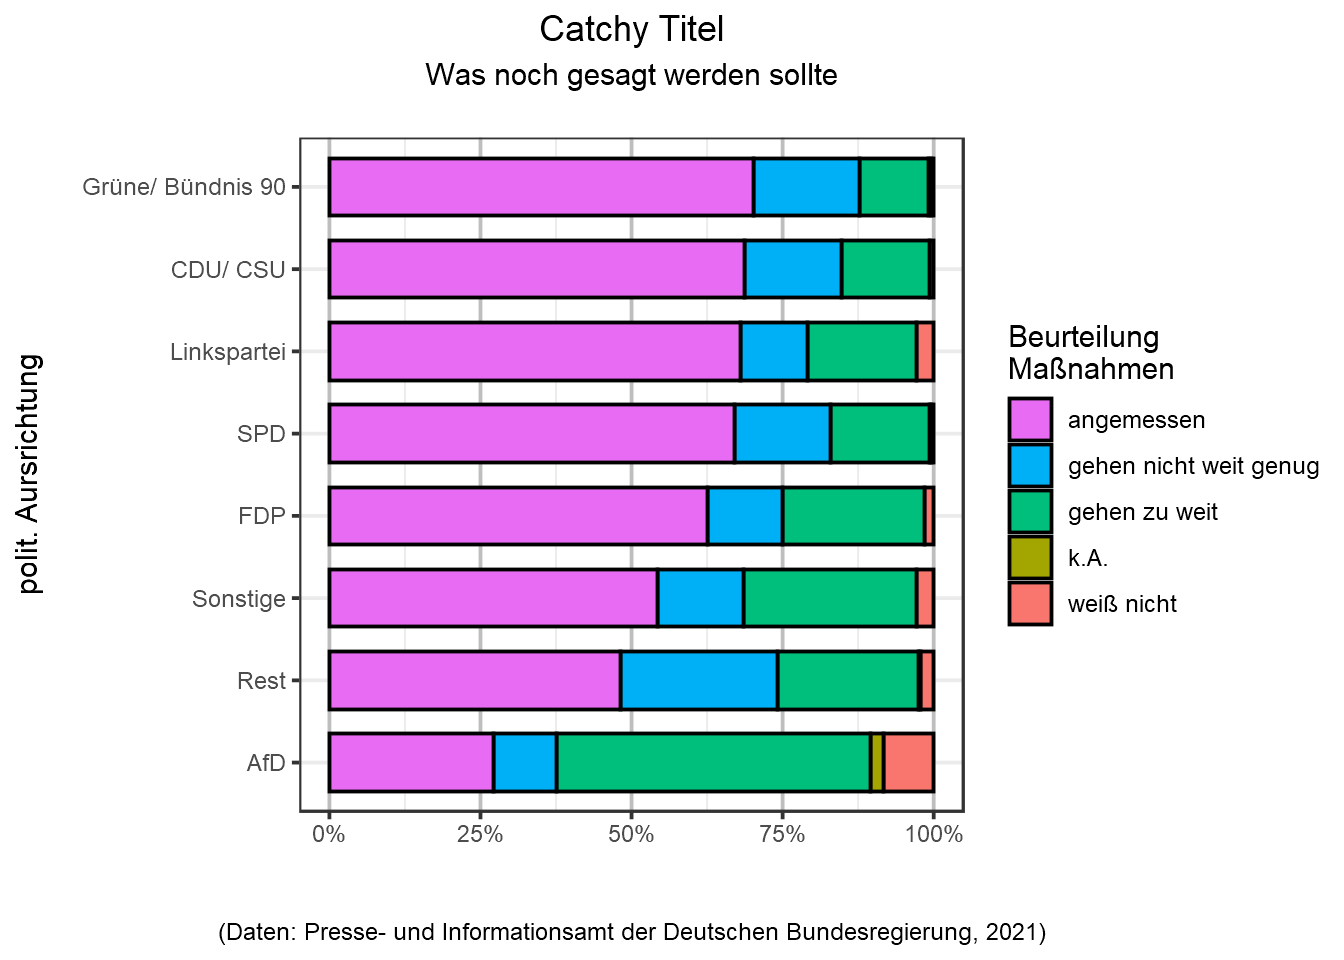 Catchy Titel
Was noch gesagt werden sollte
polit. Aursrichtung
Grüne/ Bündnis 90
CDU/ CSU
Linkspartei
SPD
FDP
Sonstige
Rest
AfD
0%
25%
50%
75%
100%
Beurteilung
Maßnahmen
angemessen
gehen nicht weit genug
gehen zu weit
k.A.
weiß nicht
(Daten: Presse- und Informationsamt der Deutschen Bundesregierung, 2021)